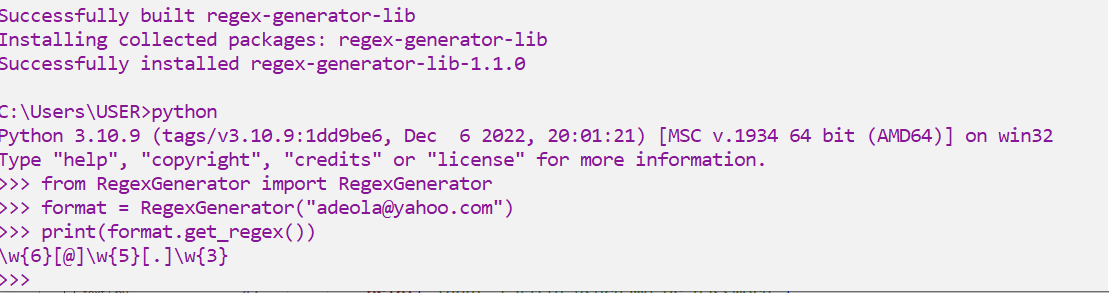 Successfully built regex-generator-lib
Installing collected packages: regex-generator-lib
Successfully installed regex-generator-lib-1.1.0
C:\Users\USER>python
Python 3.10.9 (tags/v3.10.9:1dd9be6, Dec  6 2022, 20:01:21) [MSC v.1934 64 bit (AMD64)] on win32
Type "help", "copyright", "credits" or "license" for more information.
>>> from RegexGenerator import RegexGenerator
>>> format = RegexGenerator("adeola@yahoo.com")
>>> print(format.get_regex())
\w{6}[@]\w{5}[.]\w{3}
>>>